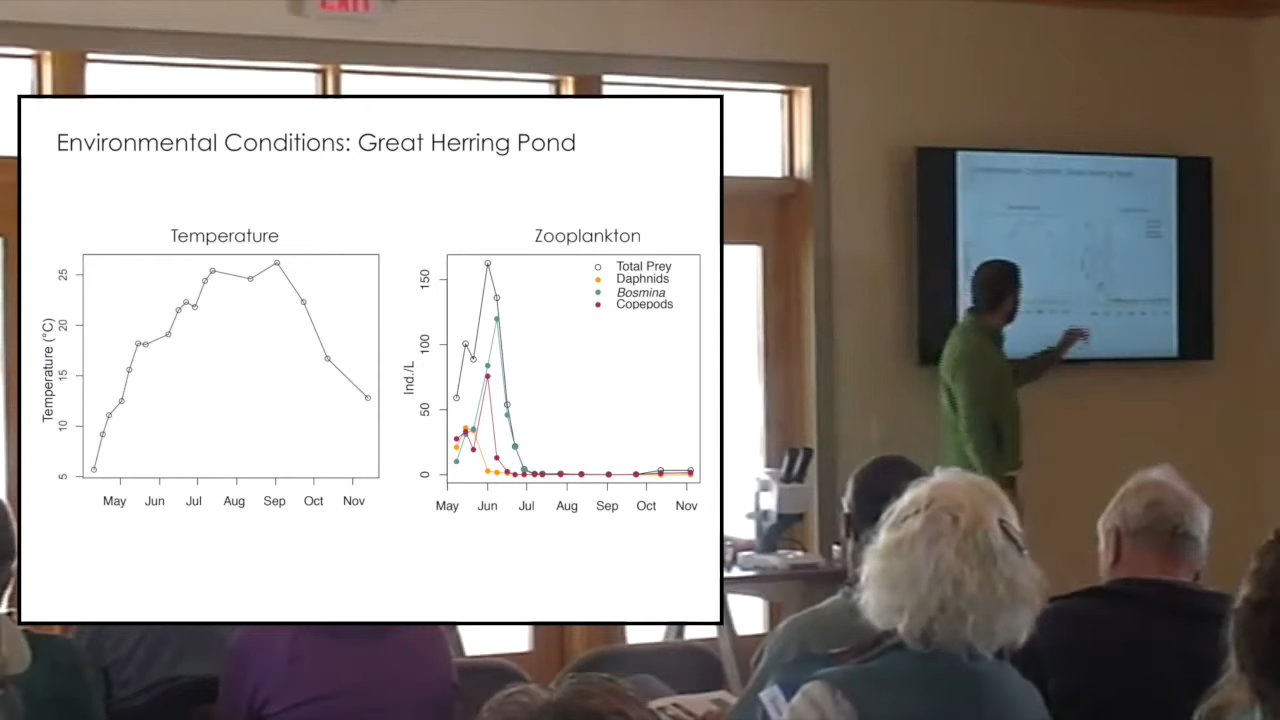 EXIT
Environmental Conditions: Great Herring Pond
Temperature
Temperature (°C)
25
20
15
10
5
May Jun Jul Aug Sep Oct Nov
Zooplankton
Total Prey
Daphnids
Bosmina
Copepods
Ind./L
150
100
50
0
May Jun Jul Aug Sep Oct Nov